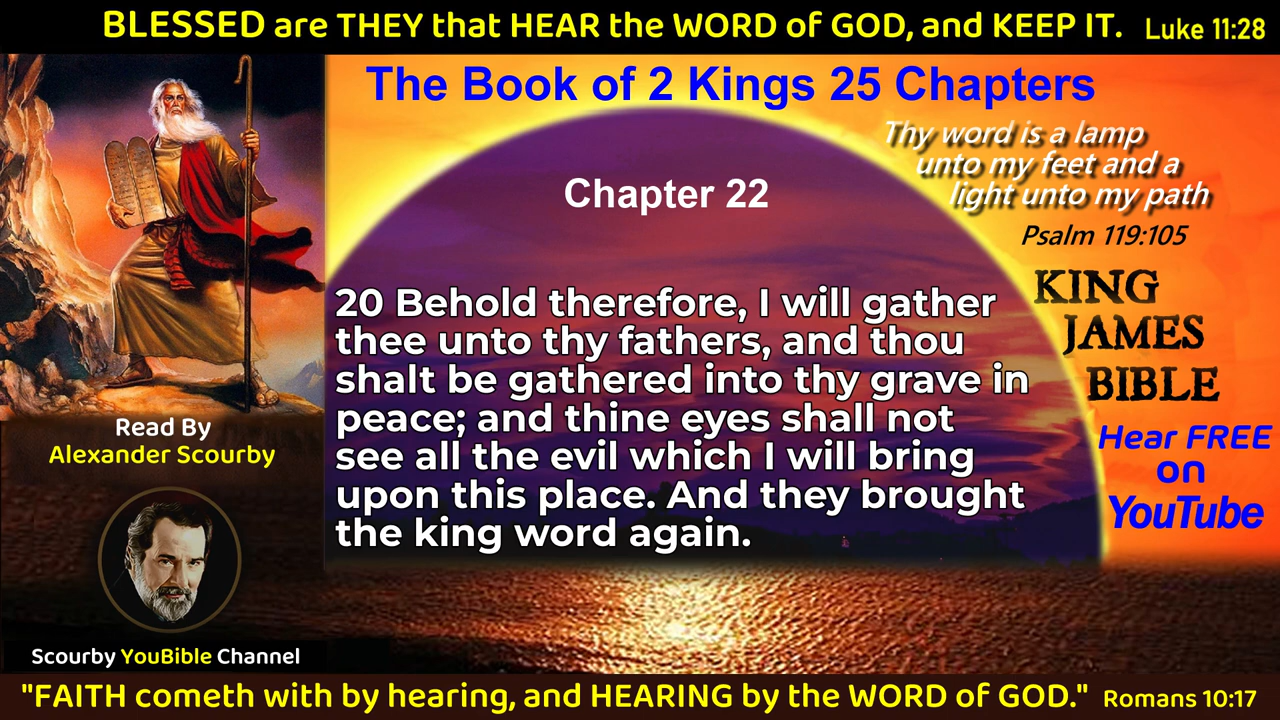 BLESSED are THEY that HEAR the WORD of GOD, and KEEP IT. Luke 11:28
The Book of 2 Kings 25 Chapters
Thy word is a lamp
unto my feet and a
light unto my path
Psalm 119:105
Chapter 22
20 Behold therefore, I will gather
thee unto thy fathers, and thou
shalt be gathered into thy grave in
peace; and thine eyes shall not
see all the evil which I will bring
upon this place. And they brought
the king word again.
KING
JAMES
BIBLE
Hear FREE
on
YouTube
Read By
Alexander Scourby
Scourby YouBible Channel
"FAITH cometh with by hearing, and HEARING by the WORD of GOD." Romans 10:17